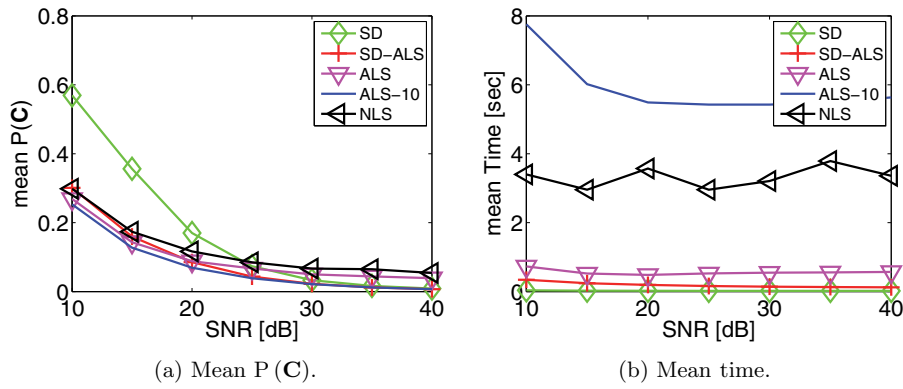 0.8
0.6
0.4
0.2
0
10
20
30
40
mean P(C)
SNR [dB]
SD
SD-ALS
ALS
ALS-10
NLS
(a) Mean P (C).
8
6
4
2
0
10
20
30
40
mean Time [sec]
SNR [dB]
SD
SD-ALS
ALS
ALS-10
NLS
(b) Mean time.